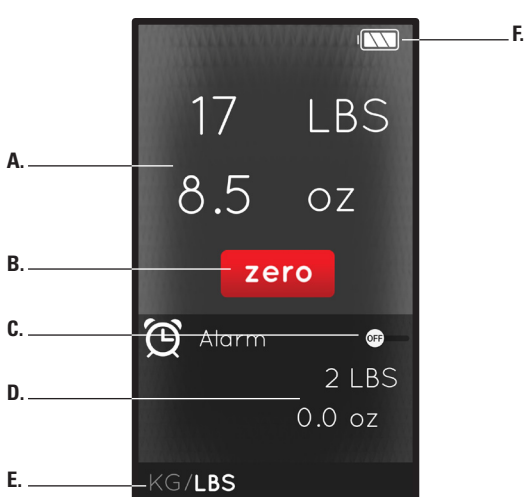 F.
17 LBS
A.
8.5 oz
B.
zero
C.
Alarm OFF
2 LBS
D.
0.0 oz
E.
KG/LBS